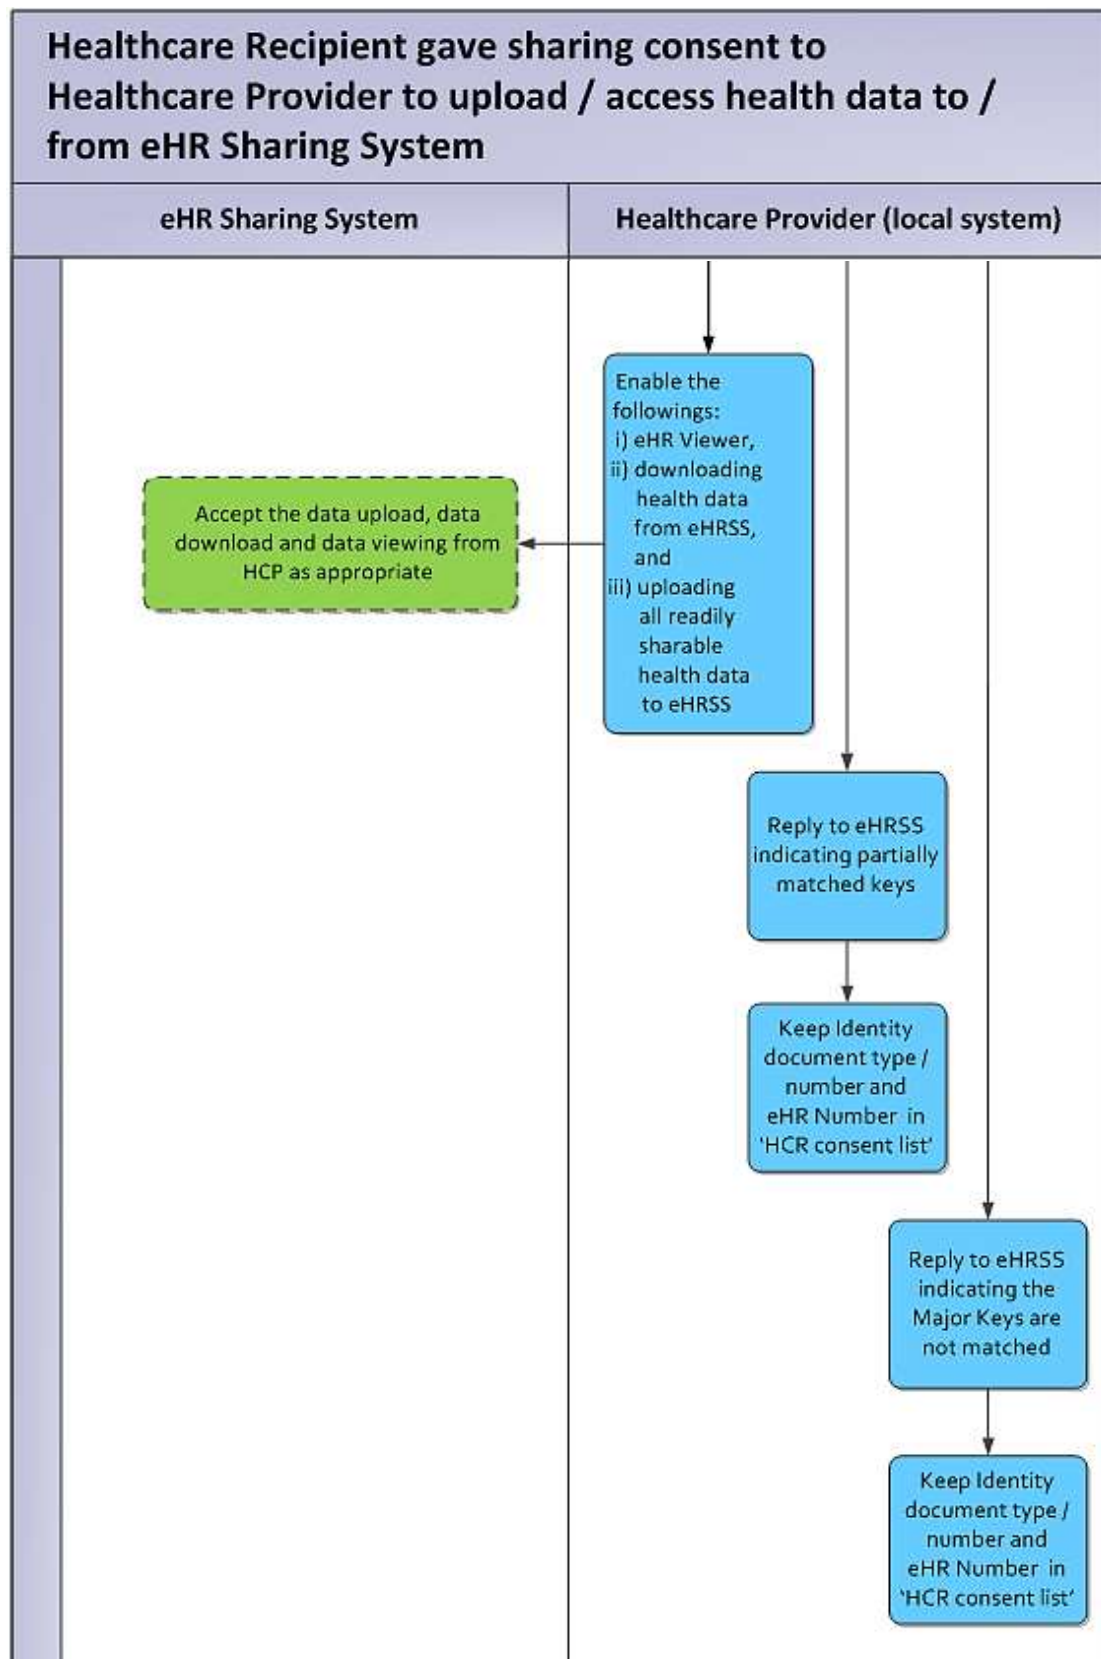 Healthcare Recipient gave sharing consent to
Healthcare Provider to upload / access health data to /
from eHR Sharing System
eHR Sharing System
Healthcare Provider (local system)
Enable the
followings:
i) eHR Viewer,
ii) downloading
health data
from eHRSS,
and
iii) uploading
all readily
sharable
health data
to eHRSS
Accept the data upload, data
download and data viewing from
HCP as appropriate
Reply to eHRSS
indicating partially
matched keys
Keep Identity
document type /
number and
eHR Number in
‘HCR consent list’
Reply to eHRSS
indicating the
Major Keys are
not matched
Keep Identity
document type /
number and
eHR Number in
‘HCR consent list’